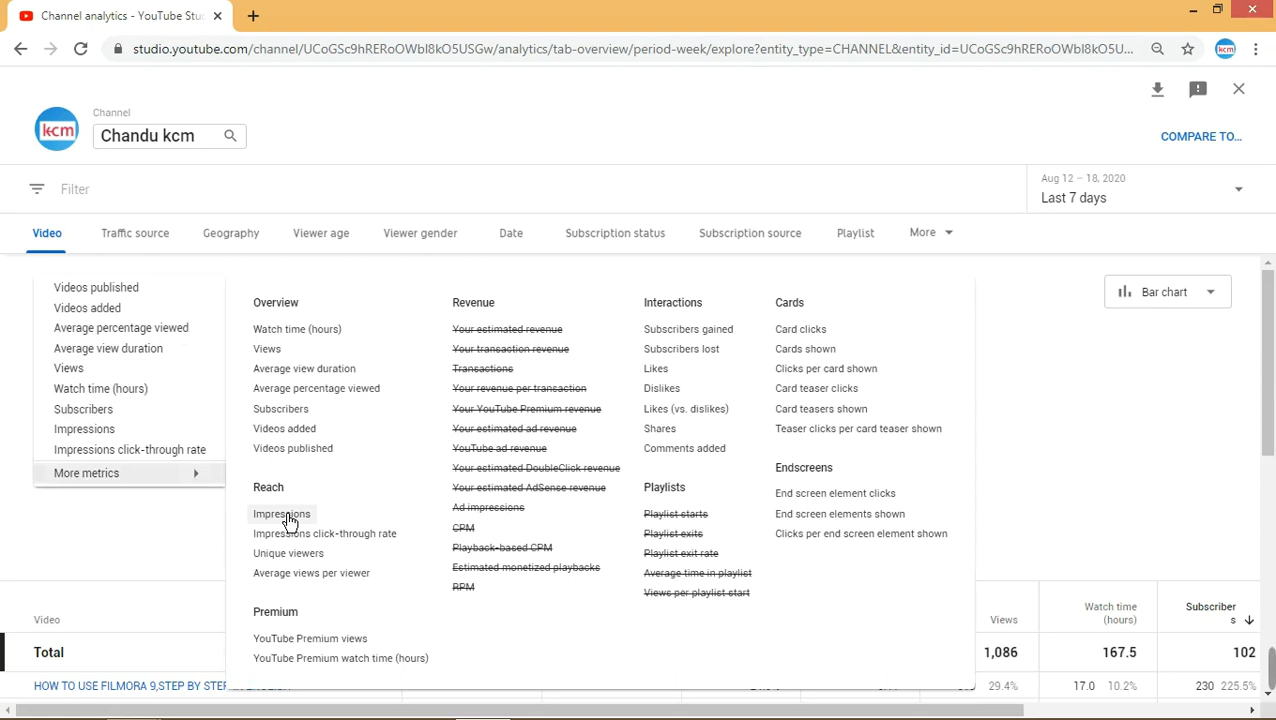 Channel analytics - YouTube Stu
studio.youtube.com/channel/UCoGSc9hRERoOWbl8kO5USGw/analytics/tab-overview/period-week/explore?entity_type=CHANNEL&entity_id=UCoGSc9hRERoOWbl8kO5U...
kcm
kcm
Channel
Chandu kcm
COMPARE TO...
Filter
Aug 12 – 18, 2020
Last 7 days
Video
Traffic source
Geography
Viewer age
Viewer gender
Date
Subscription status
Subscription source
Playlist
More
Videos published
Videos added
Average percentage viewed
Average view duration
Views
Watch time (hours)
Subscribers
Impressions
Impressions click-through rate
More metrics
Overview
Watch time (hours)
Views
Average view duration
Average percentage viewed
Subscribers
Videos added
Videos published
Reach
Impressions
Impressions click-through rate
Unique viewers
Average views per viewer
Premium
YouTube Premium views
YouTube Premium watch time (hours)
Revenue
Your estimated revenue
Your transaction revenue
Transactions
Your revenue per transaction
Your YouTube Premium revenue
Your estimated ad revenue
YouTube ad revenue
Your estimated DoubleClick revenue
Your estimated AdSense revenue
Ad impressions
CPM
Playback-based CPM
Estimated monetized playbacks
RPM
Interactions
Subscribers gained
Subscribers lost
Likes
Dislikes
Likes (vs. dislikes)
Shares
Comments added
Playlists
Playlist starts
Playlist exits
Playlist exit rate
Average time in playlist
Views per playlist start
Cards
Card clicks
Cards shown
Clicks per card shown
Card teaser clicks
Card teasers shown
Teaser clicks per card teaser shown
Endscreens
End screen element clicks
End screen elements shown
Clicks per end screen element shown
Bar chart
Video
Views
Watch time
(hours)
Subscriber
s
Total
1,086
167.5
102
HOW TO USE FILMORA 9,STEP BY STEP
29.4%
17.0 10.2%
230 225.5%